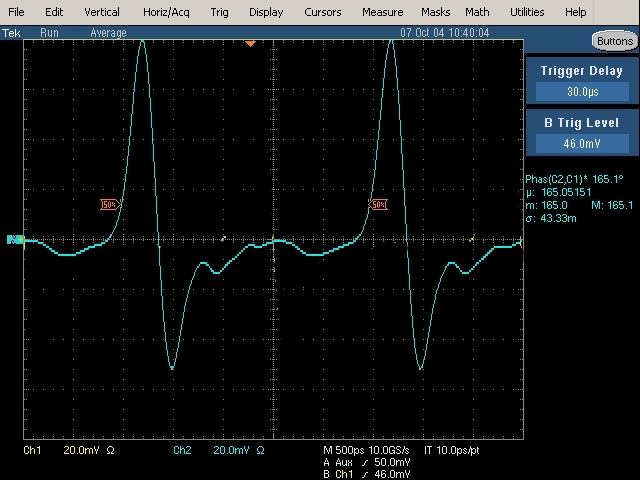 File Edit Vertical Horiz/Acq Trig Display Cursors Measure Masks Math Utilities Help
Tek Run Average 07 Oct 04 10:40:04
Buttons
Trigger Delay
30.0µs
B Trig Level
46.0mV
Phas(C2,C1)* 165.1°
µ: 165.05151
m: 165.0 M: 165.1
σ: 43.33m
50% 50%
Ch1 20.0mV Ω Ch2 20.0mV Ω M 500ps 10.0GS/s IT 10.0ps/pt
A Aux ∕ 50.0mV
B Ch1 ∕ 46.0mV